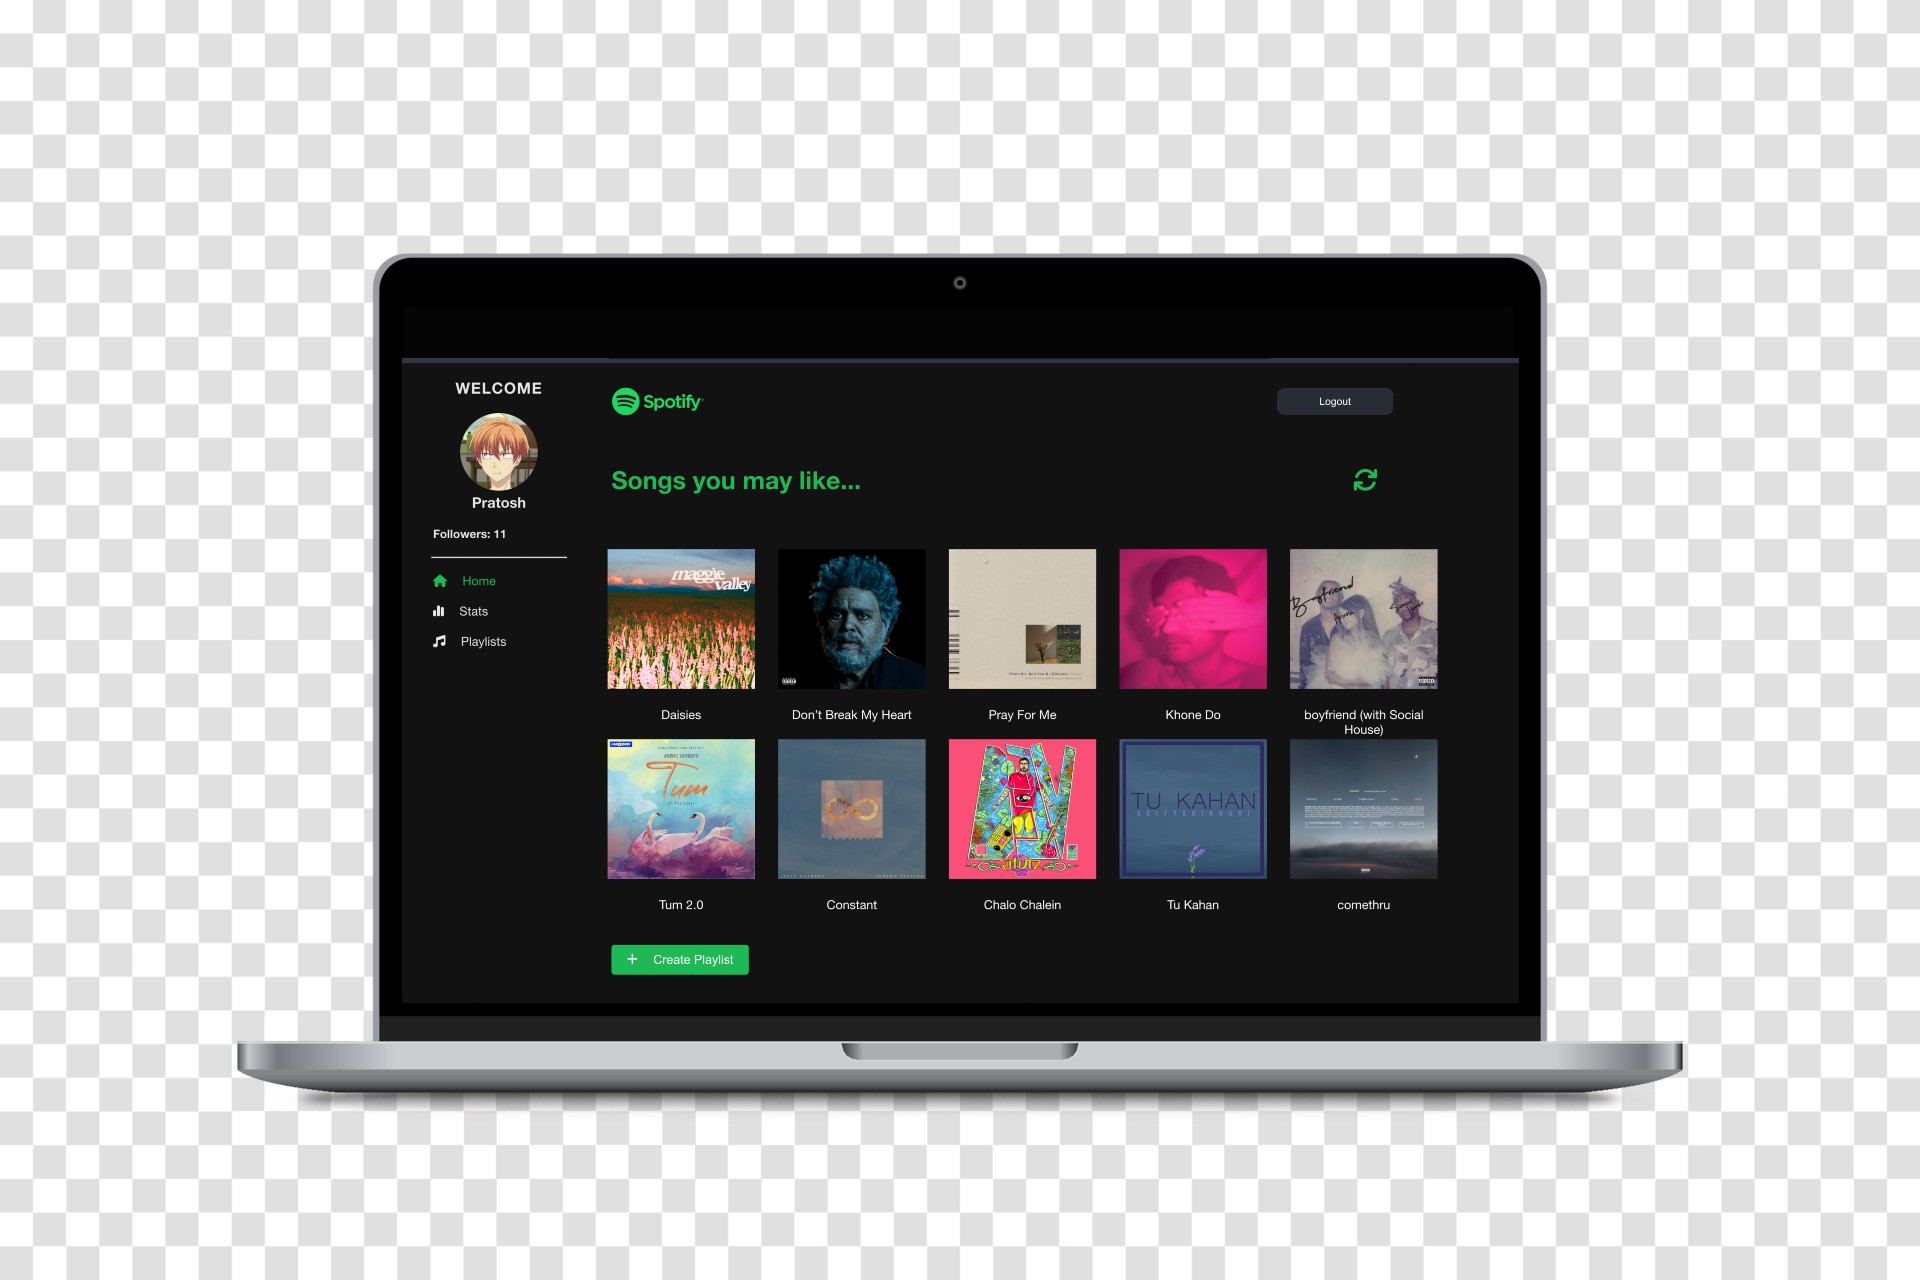 WELCOME
Pratosh
Followers: 11
Home
Stats
Playlists
Spotify
Logout
Songs you may like...
maggie
valley
Boyfriend
Daisies
Don't Break My Heart
Pray For Me
Khone Do
boyfriend (with Social
House)
Tum
TU KAHAN
Tum 2.0
Constant
Chalo Chalein
Tu Kahan
comethru
+ Create Playlist